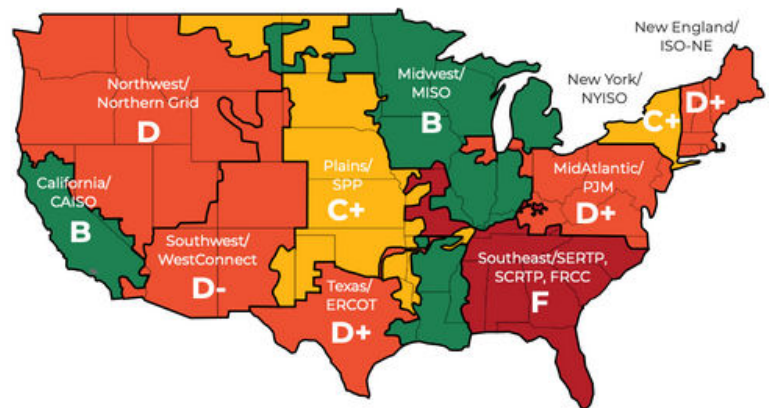 New England/
ISO-NE
D+
New York/
NYISO
C+
Midwest/
MISO
B
Northwest/
Northern Grid
D
MidAtlantic/
PJM
D+
Plains/
SPP
C+
California/
CAISO
B
Southwest/
WestConnect
D-
Southeast/SERTP,
SCRTP, FRCC
F
Texas/
ERCOT
D+